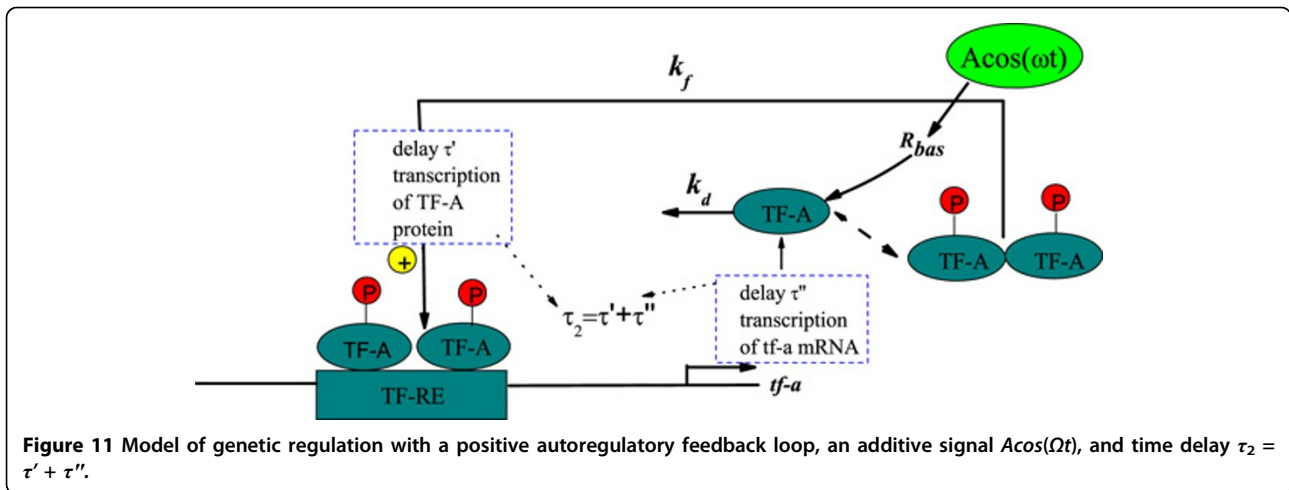 Acos(ωt)
k_f
delay τ'
transcription
of TF-A
protein
R_bas
k_d
TF-A
P
P
+
TF-A
TF-A
P
P
delay τ''
transcription
of tf-a mRNA
τ_2=τ'+τ''
TF-A
TF-A
TF-RE
tf-a
Figure 11 Model of genetic regulation with a positive autoregulatory feedback loop, an additive signal Acos(Ωt), and time delay τ₂ =
τ′ + τ″.